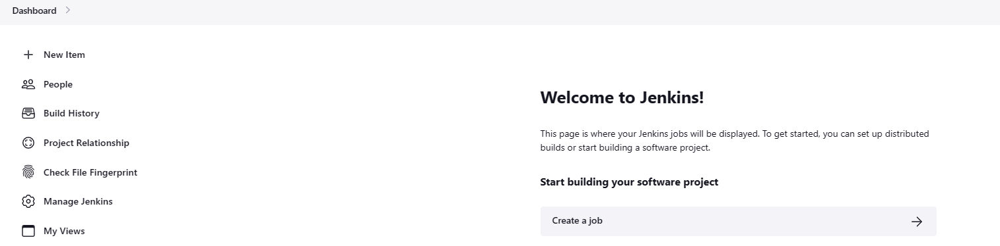 Dashboard
New Item
People
Build History
Project Relationship
Check File Fingerprint
Manage Jenkins
My Views
Welcome to Jenkins!
This page is where your Jenkins jobs will be displayed. To get started, you can set up distributed
builds or start building a software project.
Start building your software project
Create a job